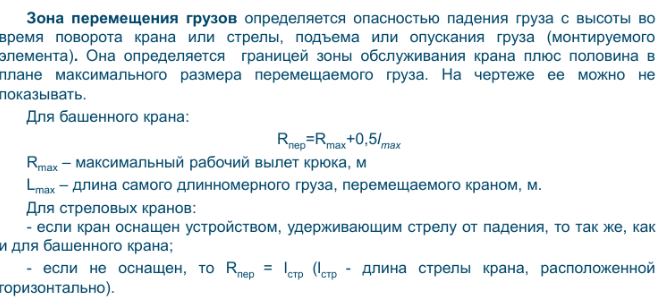 Зона перемещения грузов определяется опасностью падения груза с высоты во
время поворота крана или стрелы, подъема или опускания груза (монтируемого
элемента). Она определяется границей зоны обслуживания крана плюс половина в
плане максимального размера перемещаемого груза. На чертеже ее можно не
показывать.
Для башенного крана:
Rпер=Rmax+0,5lmax
Rmax – максимальный рабочий вылет крюка, м
Lmax – длина самого длинномерного груза, перемещаемого краном, м.
Для стреловых кранов:
- если кран оснащен устройством, удерживающим стрелу от падения, то так же, как
и для башенного крана;
- если не оснащен, то Rпер = lстр (lстр - длина стрелы крана, расположенной
горизонтально).